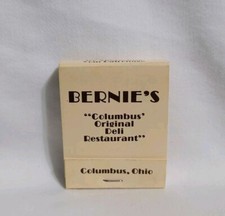 BERNIE'S
"Columbus'
Original
Deli
Restaurant"
Columbus, Ohio